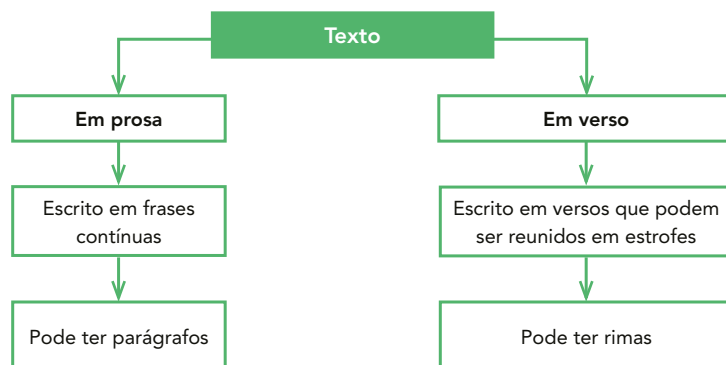 Texto
Em prosa
Em verso
Escrito em frases
contínuas
Escrito em versos que podem
ser reunidos em estrofes
Pode ter parágrafos
Pode ter rimas